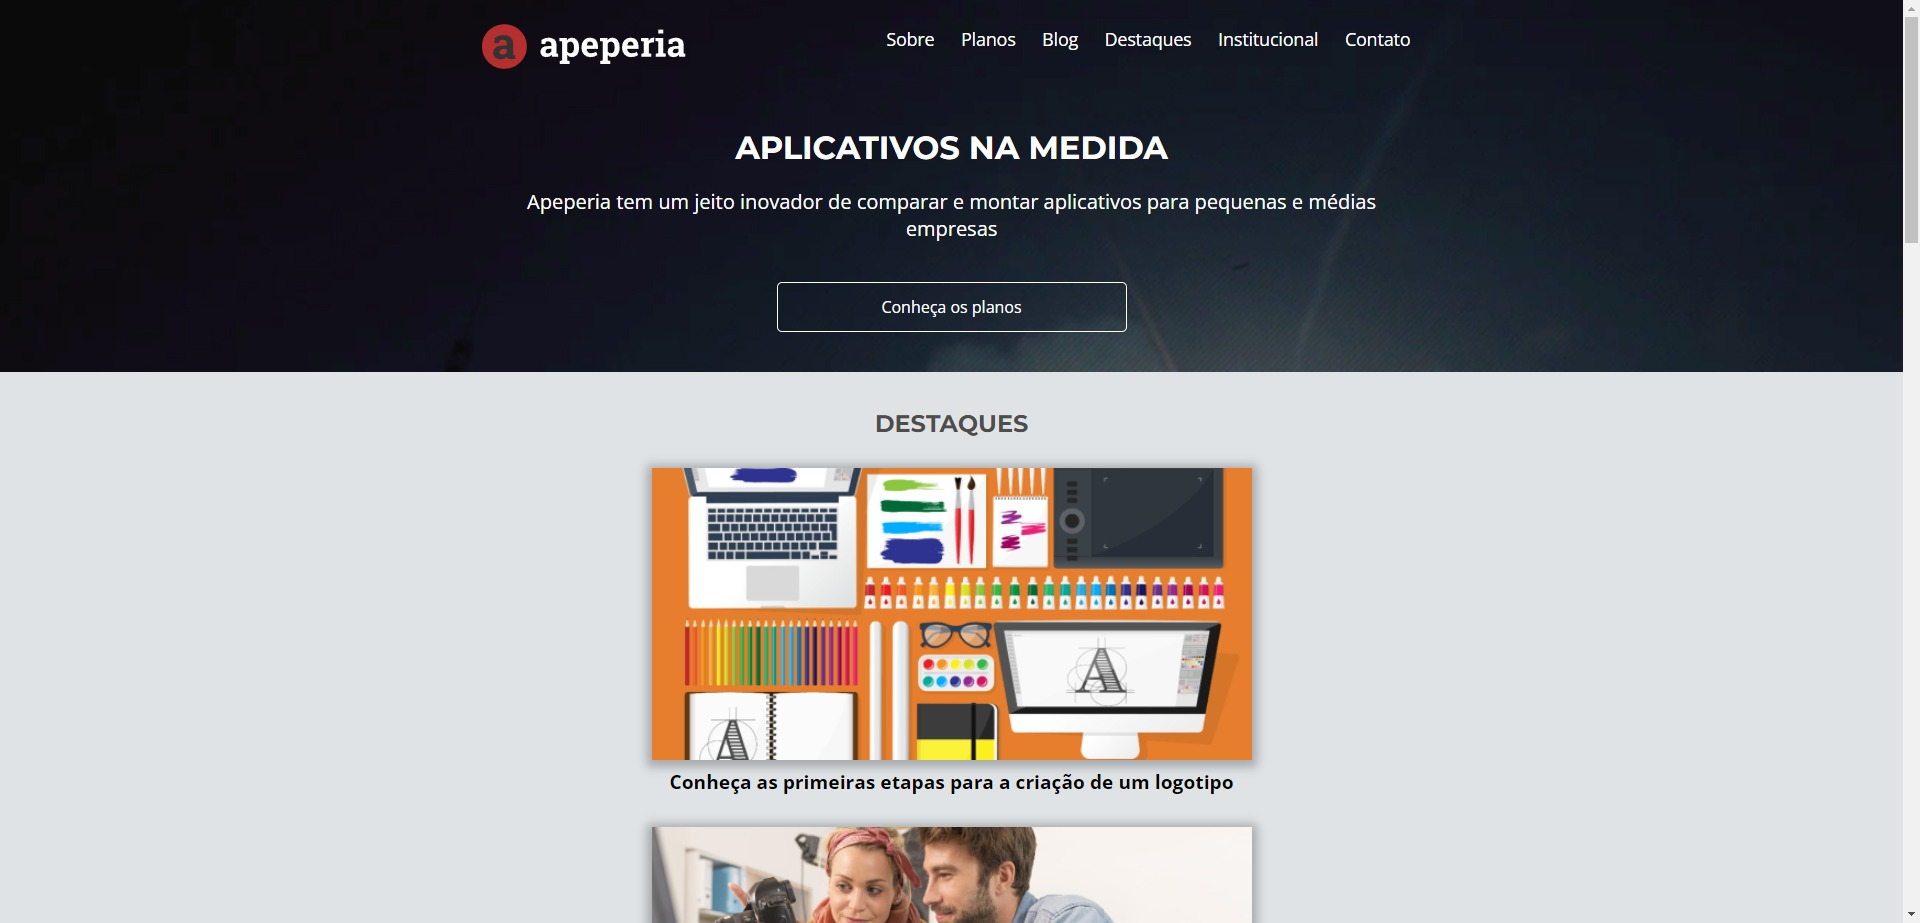 a apeperia
Sobre Planos Blog Destaques Institucional Contato
APLICATIVOS NA MEDIDA
Apeperia tem um jeito inovador de comparar e montar aplicativos para pequenas e médias
empresas
Conheça os planos
DESTAQUES
A
A
Conheça as primeiras etapas para a criação de um logotipo